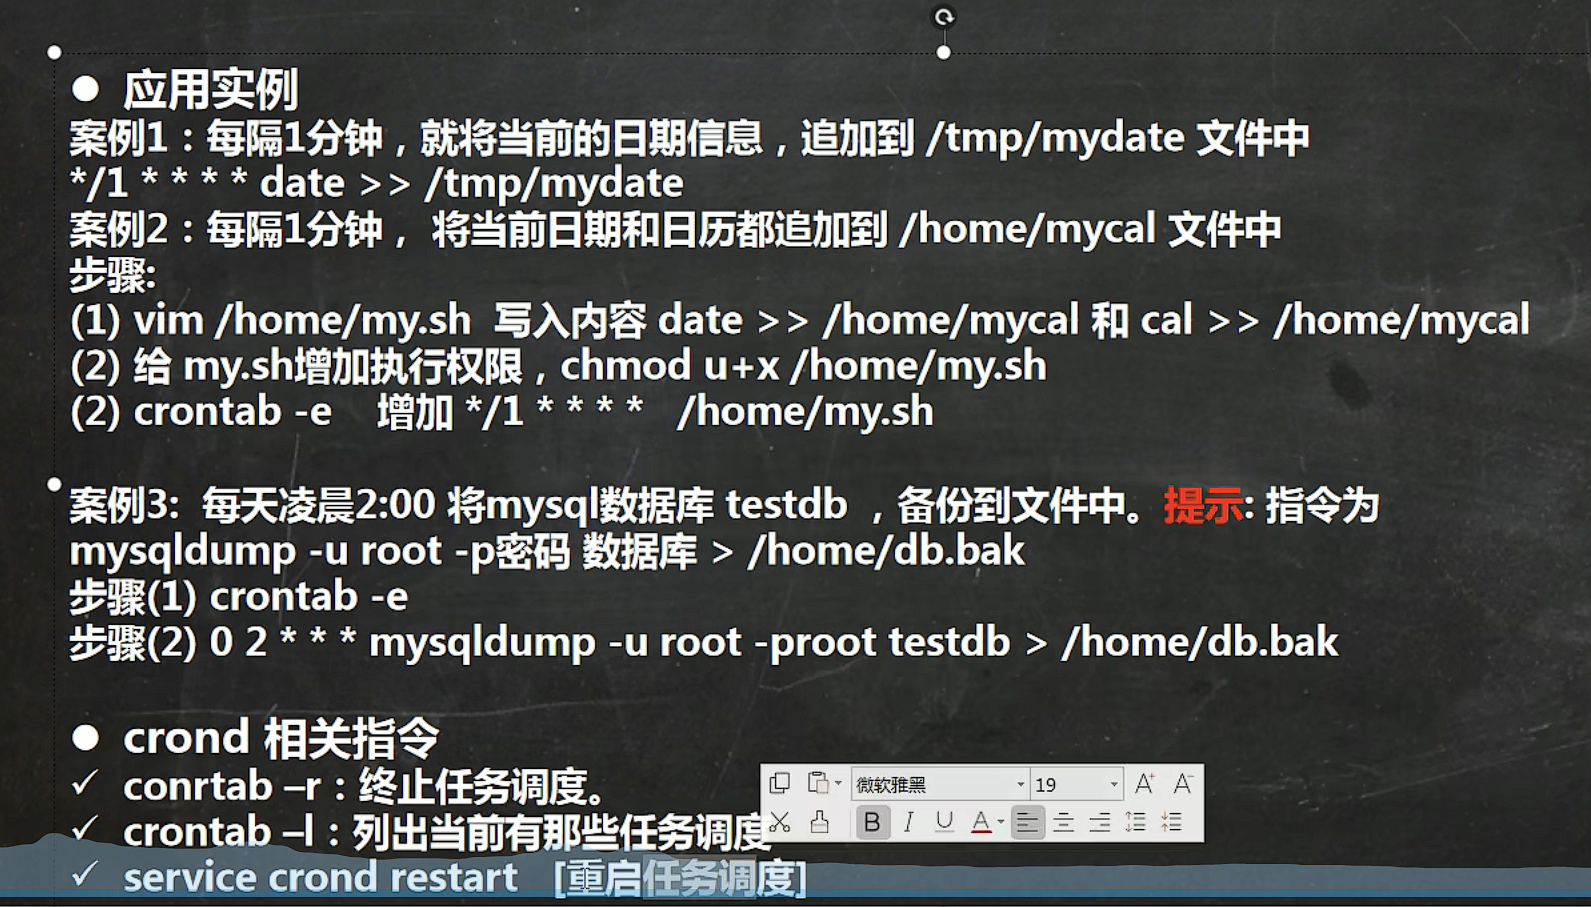 ● 应用实例
案例1：每隔1分钟，就将当前的日期信息，追加到 /tmp/mydate 文件中
*/1 * * * * date >> /tmp/mydate
案例2：每隔1分钟， 将当前日期和日历都追加到 /home/mycal 文件中
步骤:
(1) vim /home/my.sh 写入内容 date >> /home/mycal 和 cal >> /home/mycal
(2) 给 my.sh增加执行权限，chmod u+x /home/my.sh
(2) crontab -e 增加 */1 * * * * /home/my.sh
案例3: 每天凌晨2:00 将mysql数据库 testdb ，备份到文件中。提示: 指令为
mysqldump -u root -p密码 数据库 > /home/db.bak
步骤(1) crontab -e
步骤(2) 0 2 * * * mysqldump -u root -proot testdb > /home/db.bak
● crond 相关指令
✓ conrtab –r：终止任务调度。
✓ crontab –l：列出当前有那些任务调度
✓ service crond restart [重启任务调度]
微软雅黑 19 A+ A-
B I U A